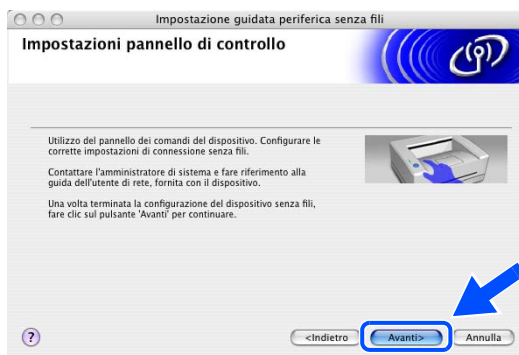 Impostazione guidata periferica senza fili
Impostazioni pannello di controllo
Utilizzo del pannello dei comandi del dispositivo. Configurare le
corrette impostazioni di connessione senza fili.
Contattare l'amministratore di sistema e fare riferimento alla
guida dell'utente di rete, fornita con il dispositivo.
Una volta terminata la configurazione del dispositivo senza fili,
fare clic sul pulsante 'Avanti' per continuare.
? <Indietro Avanti> Annulla